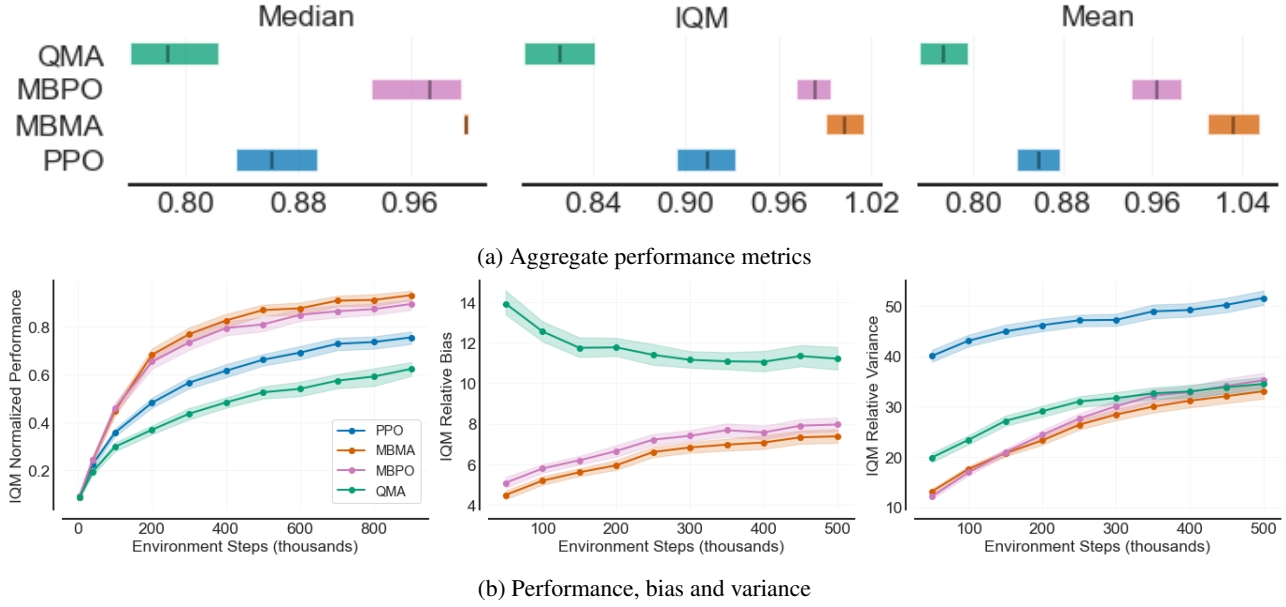 Median IQM Mean
QMA
MBPO
MBMA
PPO
0.80 0.88 0.96 0.84 0.90 0.96 1.02 0.80 0.88 0.96 1.04
(a) Aggregate performance metrics
IQM Normalized Performance
0.8
0.6
0.4
0.2
PPO
MBMA
MBPO
QMA
0 200 400 600 800
Environment Steps (thousands)
IQM Relative Bias
14
12
10
8
6
4
100 200 300 400 500
Environment Steps (thousands)
IQM Relative Variance
50
40
30
20
10
100 200 300 400 500
Environment Steps (thousands)
(b) Performance, bias and variance